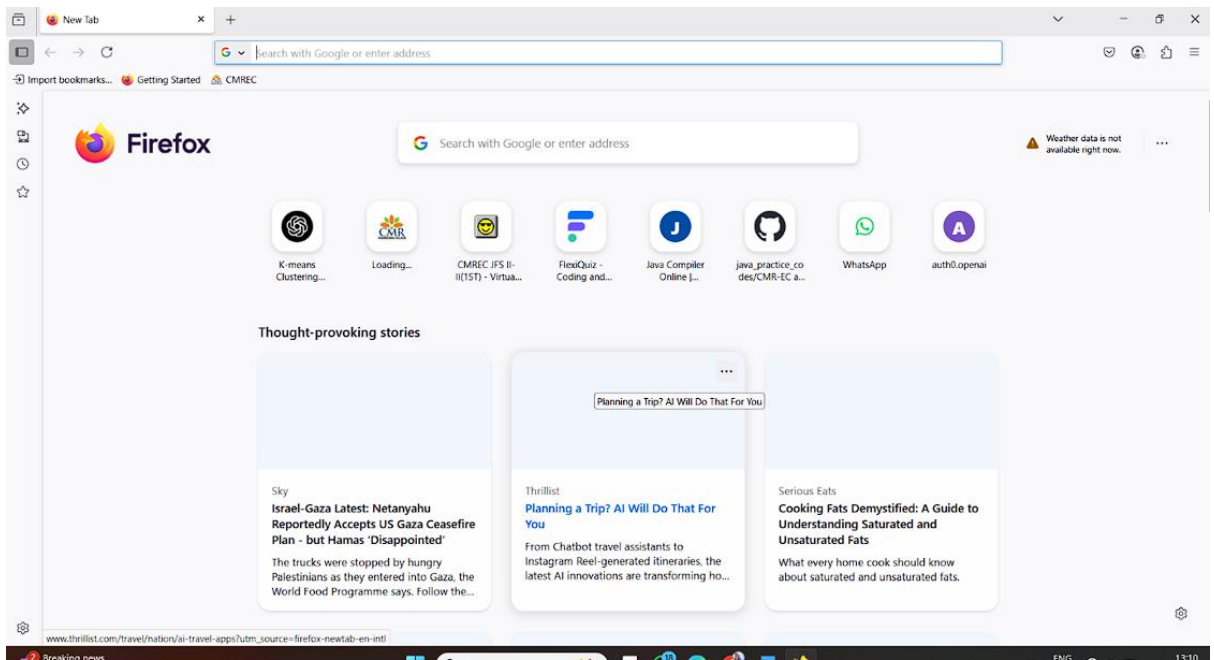 New Tab
Search with Google or enter address
Import bookmarks...
Getting Started
CMREC
Firefox
Search with Google or enter address
Weather data is not
available right now.
K-means
Clustering...
CMR
Loading...
CMREC JFS II-
II(1ST) - Virtua...
FlexiQuiz -
Coding and...
J
Java Compiler
Online |...
java_practice_co
des/CMR-EC a...
WhatsApp
A
auth0.openai
Thought-provoking stories
Planning a Trip? AI Will Do That For You
Sky
Israel-Gaza Latest: Netanyahu
Reportedly Accepts US Gaza Ceasefire
Plan - but Hamas ‘Disappointed’
The trucks were stopped by hungry
Palestinians as they entered into Gaza, the
World Food Programme says. Follow the...
Thrillist
Planning a Trip? AI Will Do That For
You
From Chatbot travel assistants to
Instagram Reel-generated itineraries, the
latest AI innovations are transforming ho...
Serious Eats
Cooking Fats Demystified: A Guide to
Understanding Saturated and
Unsaturated Fats
What every home cook should know
about saturated and unsaturated fats.
www.thrillist.com/travel/nation/ai-travel-apps?utm_source=firefox-newtab-en-intl
2
Breaking news
ENG
13:10